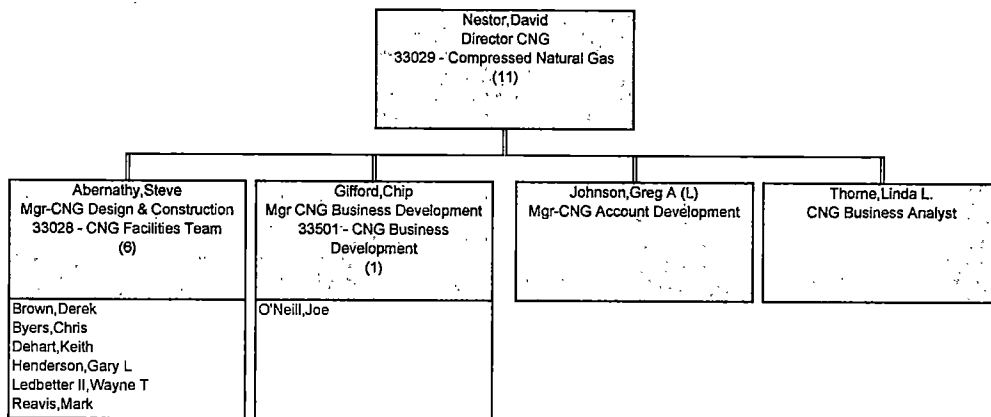 Nestor,David
Director CNG
33029 - Compressed Natural Gas
(11)
Abernathy,Steve
Mgr-CNG Design & Construction
33028 - CNG Facilities Team
(6)
Brown,Derek
Byers,Chris
Dehart,Keith
Henderson,Gary L
Ledbetter II,Wayne T
Reavis,Mark
Gifford,Chip
Mgr CNG Business Development
33501 - CNG Business
Development
(1)
O'Neill,Joe
Johnson,Greg A (L)
Mgr-CNG Account Development
Thorne,Linda L.
CNG Business Analyst